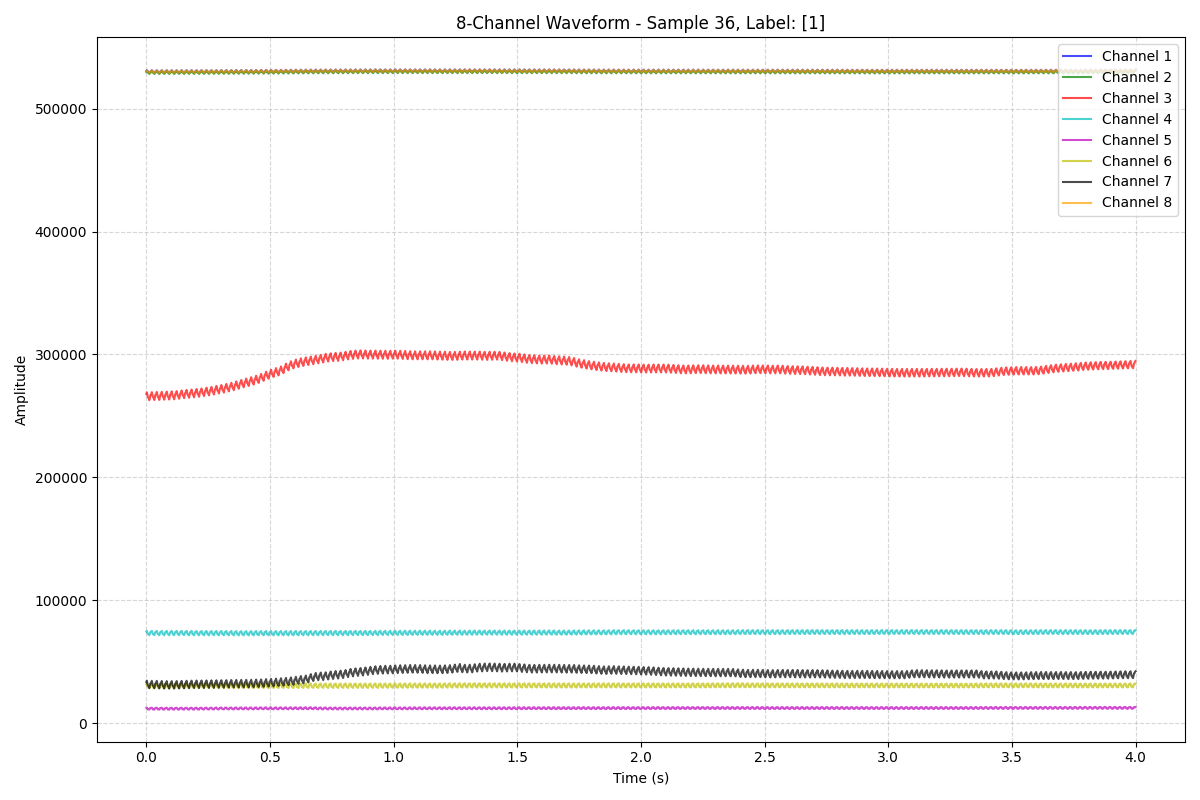 8-Channel Waveform - Sample 36, Label: [1]
Channel 1
Channel 2
Channel 3
Channel 4
Channel 5
Channel 6
Channel 7
Channel 8
500000
400000
300000
200000
100000
0
Amplitude
0.0 0.5 1.0 1.5 2.0 2.5 3.0 3.5 4.0
Time (s)